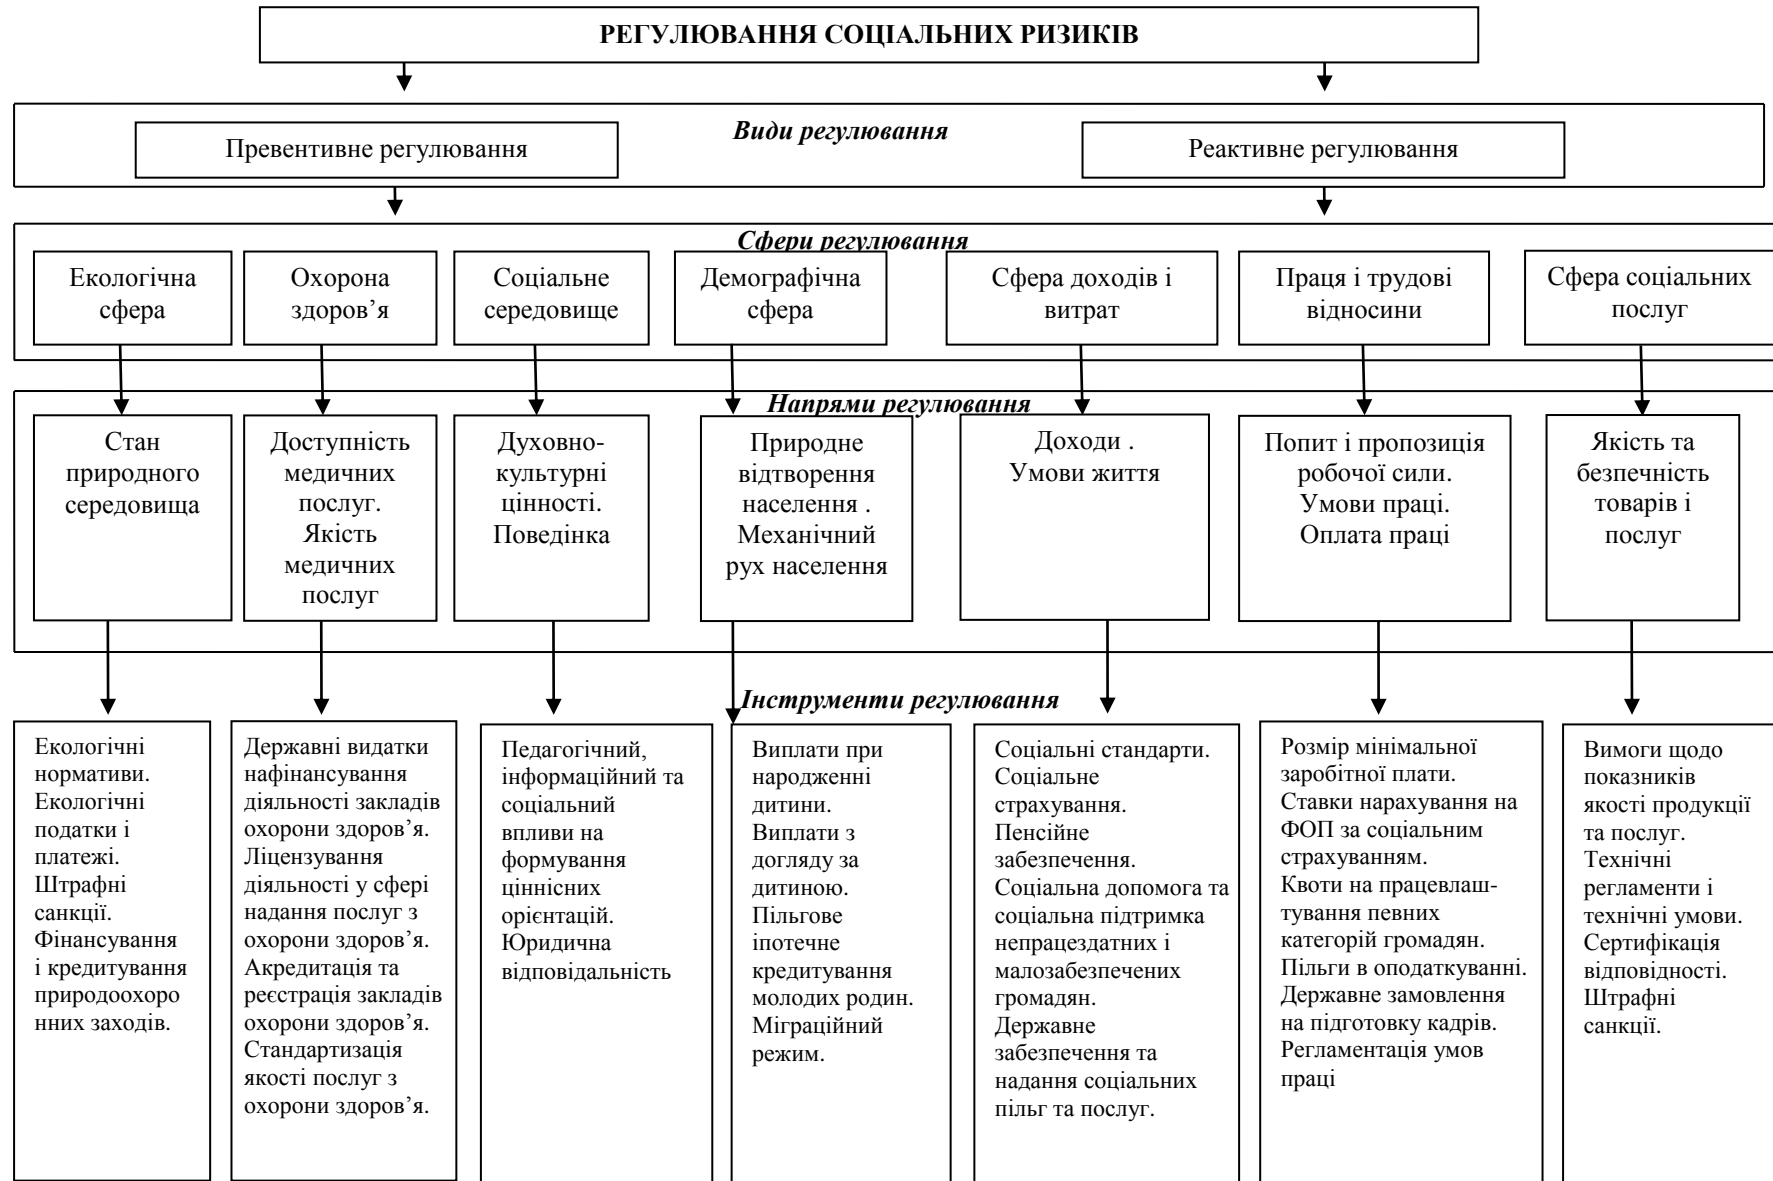 РЕГУЛЮВАННЯ СОЦІАЛЬНИХ РИЗИКІВ
Види регулювання
Превентивне регулювання
Реактивне регулювання
Сфери регулювання
Екологічна
сфера
Охорона
здоров’я
Соціальне
середовище
Демографічна
сфера
Сфера доходів і
витрат
Праця і трудові
відносини
Сфера соціальних
послуг
Напрями регулювання
Стан
природного
середовища
Доступність
медичних
послуг.
Якість
медичних
послуг
Духовно-
культурні
цінності.
Поведінка
Природне
відтворення
населення .
Механічний
рух населення
Доходи .
Умови життя
Попит і пропозиція
робочої сили.
Умови праці.
Оплата праці
Якість та
безпечність
товарів і
послуг
Інструменти регулювання
Екологічні
нормативи.
Екологічні
податки і
платежі.
Штрафні
санкції.
Фінансування
і кредитування
природоохоро
нних заходів.
Державні видатки
нафінансування
діяльності закладів
охорони здоров’я.
Ліцензування
діяльності у сфері
надання послуг з
охорони здоров’я.
Акредитація та
реєстрація закладів
охорони здоров’я.
Стандартизація
якості послуг з
охорони здоров’я.
Педагогічний,
інформаційний та
соціальний
впливи на
формування
ціннісних
орієнтацій.
Юридична
відповідальність
Виплати при
народженні
дитини.
Виплати з
догляду за
дитиною.
Пільгове
іпотечне
кредитування
молодих родин.
Міграційний
режим.
Соціальні стандарти.
Соціальне
страхування.
Пенсійне
забезпечення.
Соціальна допомога та
соціальна підтримка
непрацездатних і
малозабезпечених
громадян.
Державне
забезпечення та
надання соціальних
пільг та послуг.
Розмір мінімальної
заробітної плати.
Ставки нарахування на
ФОП за соціальним
страхуванням.
Квоти на працевлаш-
тування певних
категорій громадян.
Пільги в оподаткуванні.
Державне замовлення
на підготовку кадрів.
Регламентація умов
праці
Вимоги щодо
показників
якості продукції
та послуг.
Технічні
регламенти і
технічні умови.
Сертифікація
відповідності.
Штрафні
санкції.